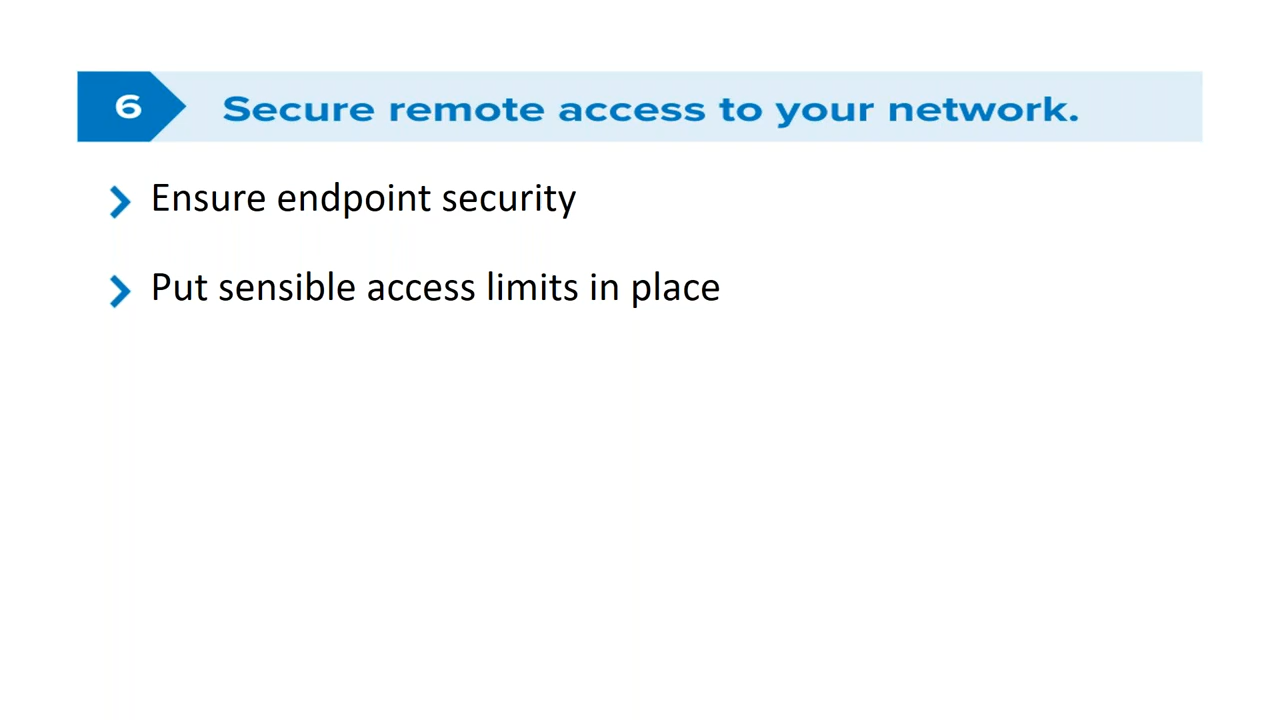 6 Secure remote access to your network.
Ensure endpoint security
Put sensible access limits in place